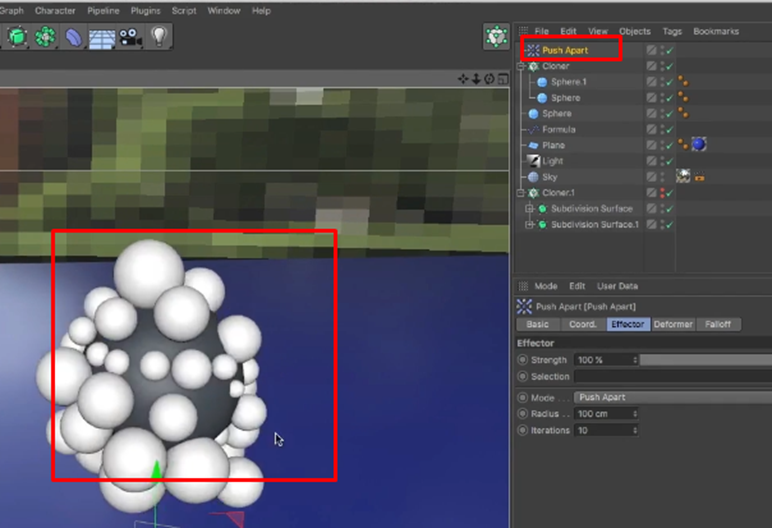 Graph Character Pipeline Plugins Script Window Help
File Edit View Objects Tags Bookmarks
Push Apart
Cloner
Sphere.1
Sphere
Sphere
Formula
Plane
Light
Sky
Cloner.1
Subdivision Surface
Subdivision Surface.1
Mode Edit User Data
Push Apart [Push Apart]
Basic Coord. Effector Deformer Falloff
Effector
Strength 100 %
Selection
Mode . . . Push Apart
Radius . . 100 cm
Iterations 10